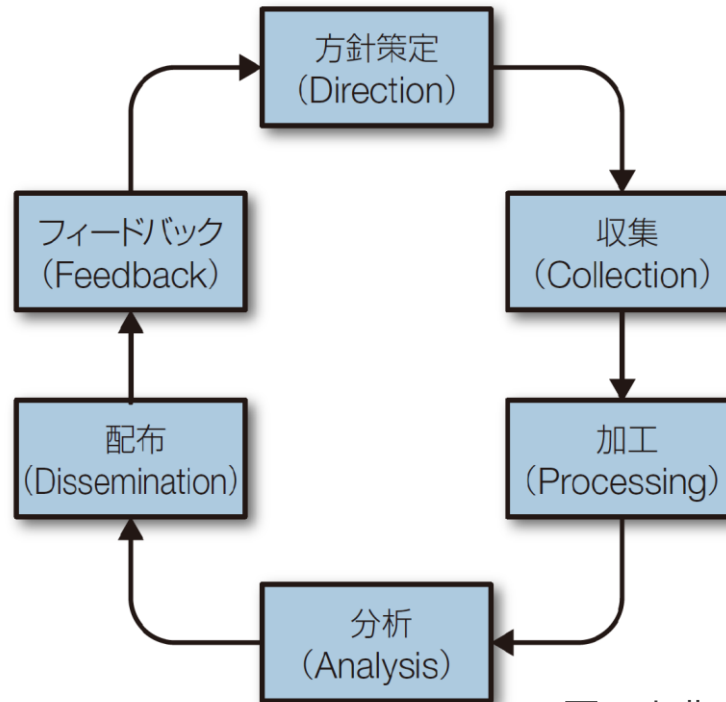 方針策定
（Direction）
フィードバック
（Feedback）
収集
（Collection）
配布
（Dissemination）
加工
（Processing）
分析
（Analysis）